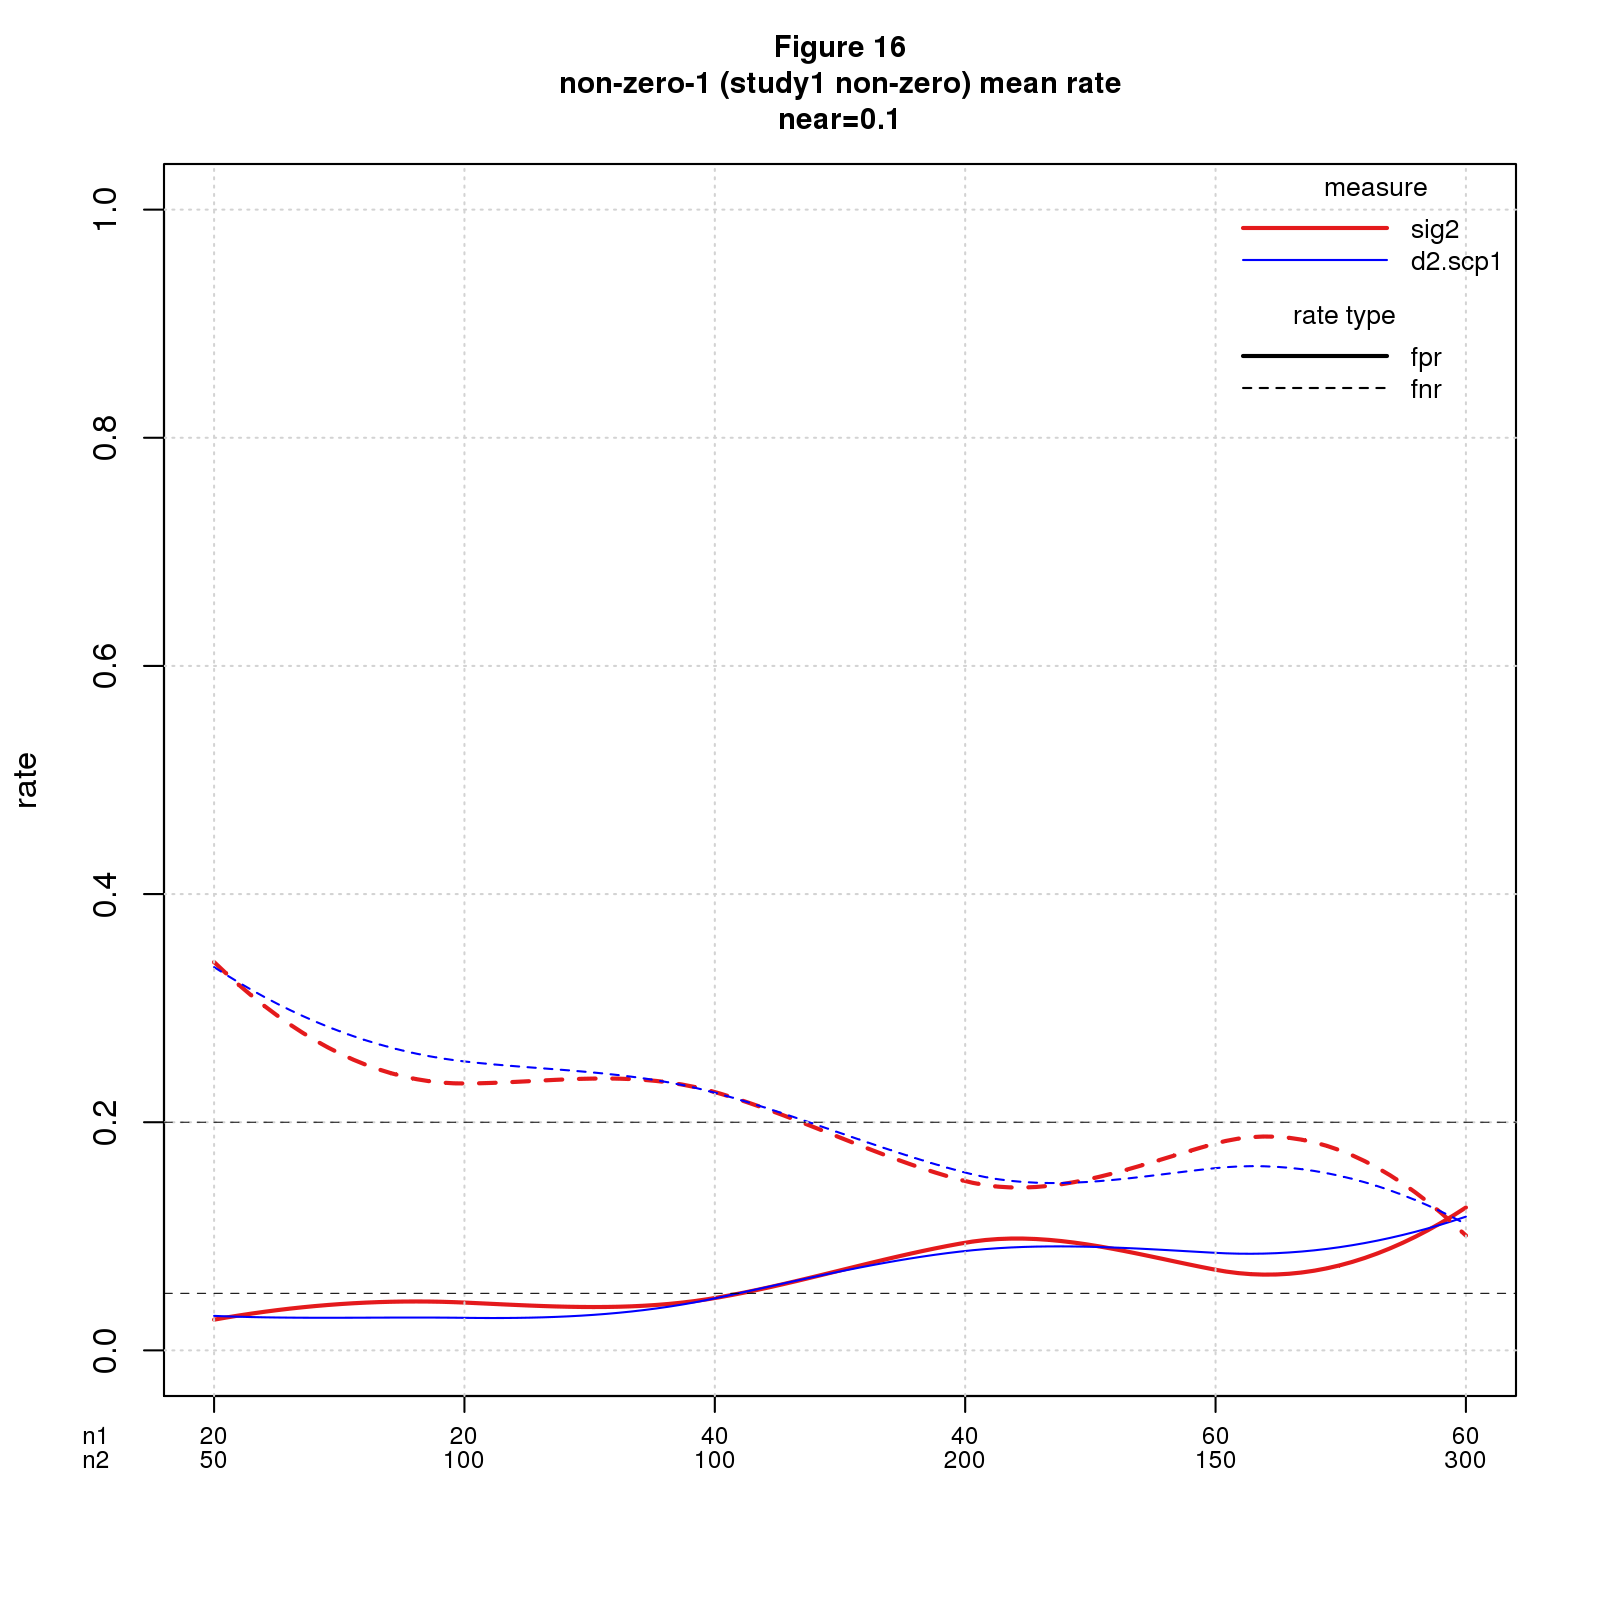 Figure 16
non-zero-1 (study1 non-zero) mean rate
near=0.1
measure
sig2
d2.scp1
rate type
fpr
fnr
rate
1.0
0.8
0.6
0.4
0.2
0.0
n1 20 20 40 40 60 60
n2 50 100 100 200 150 300